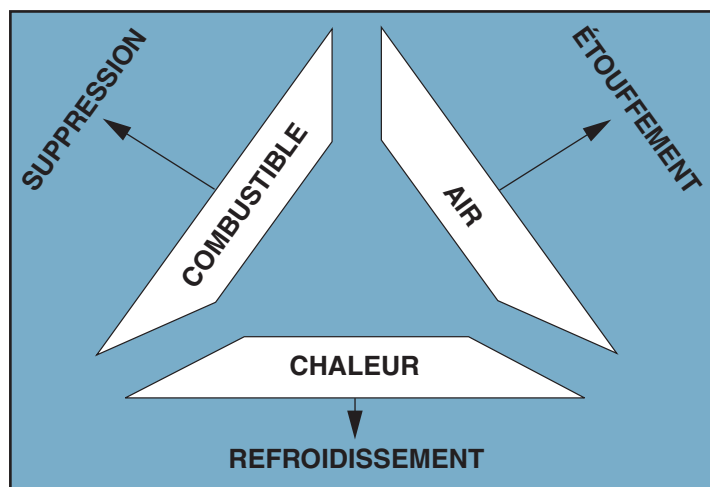 SUPPRESSION
ÉTOUFFEMENT
COMBUSTIBLE
AIR
CHALEUR
REFROIDISSEMENT